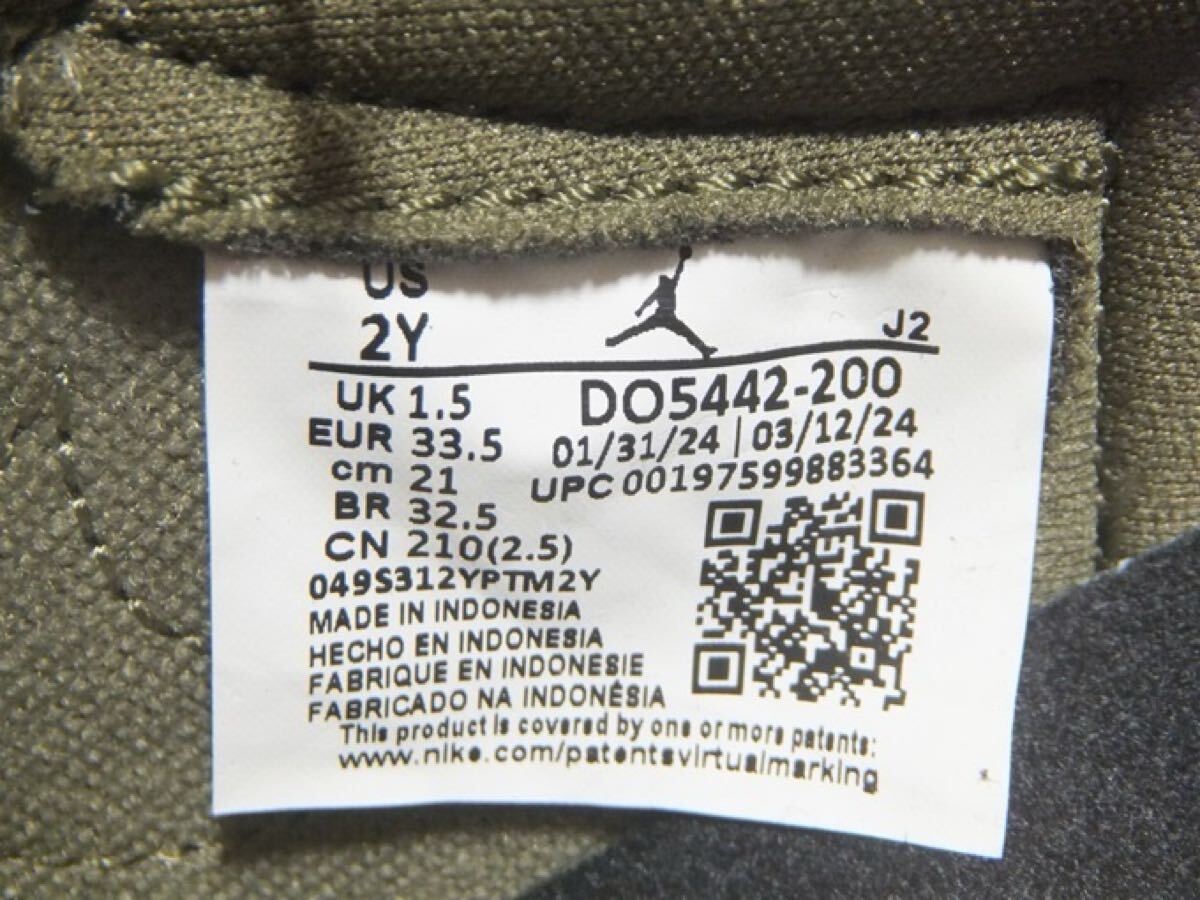 US
2Y
J2
UK 1.5
DO5442-200
EUR 33.5
01/31/24 | 03/12/24
cm 21
UPC 00197599883364
BR 32.5
CN 210(2.5)
049S312YPTM2Y
MADE IN INDONESIA
HECHO EN INDONESIA
FABRIQUE EN INDONESIE
FABRICADO NA INDONÉSIA
This product is covered by one or more patents:
www.nike.com/patentsvirtualmarking